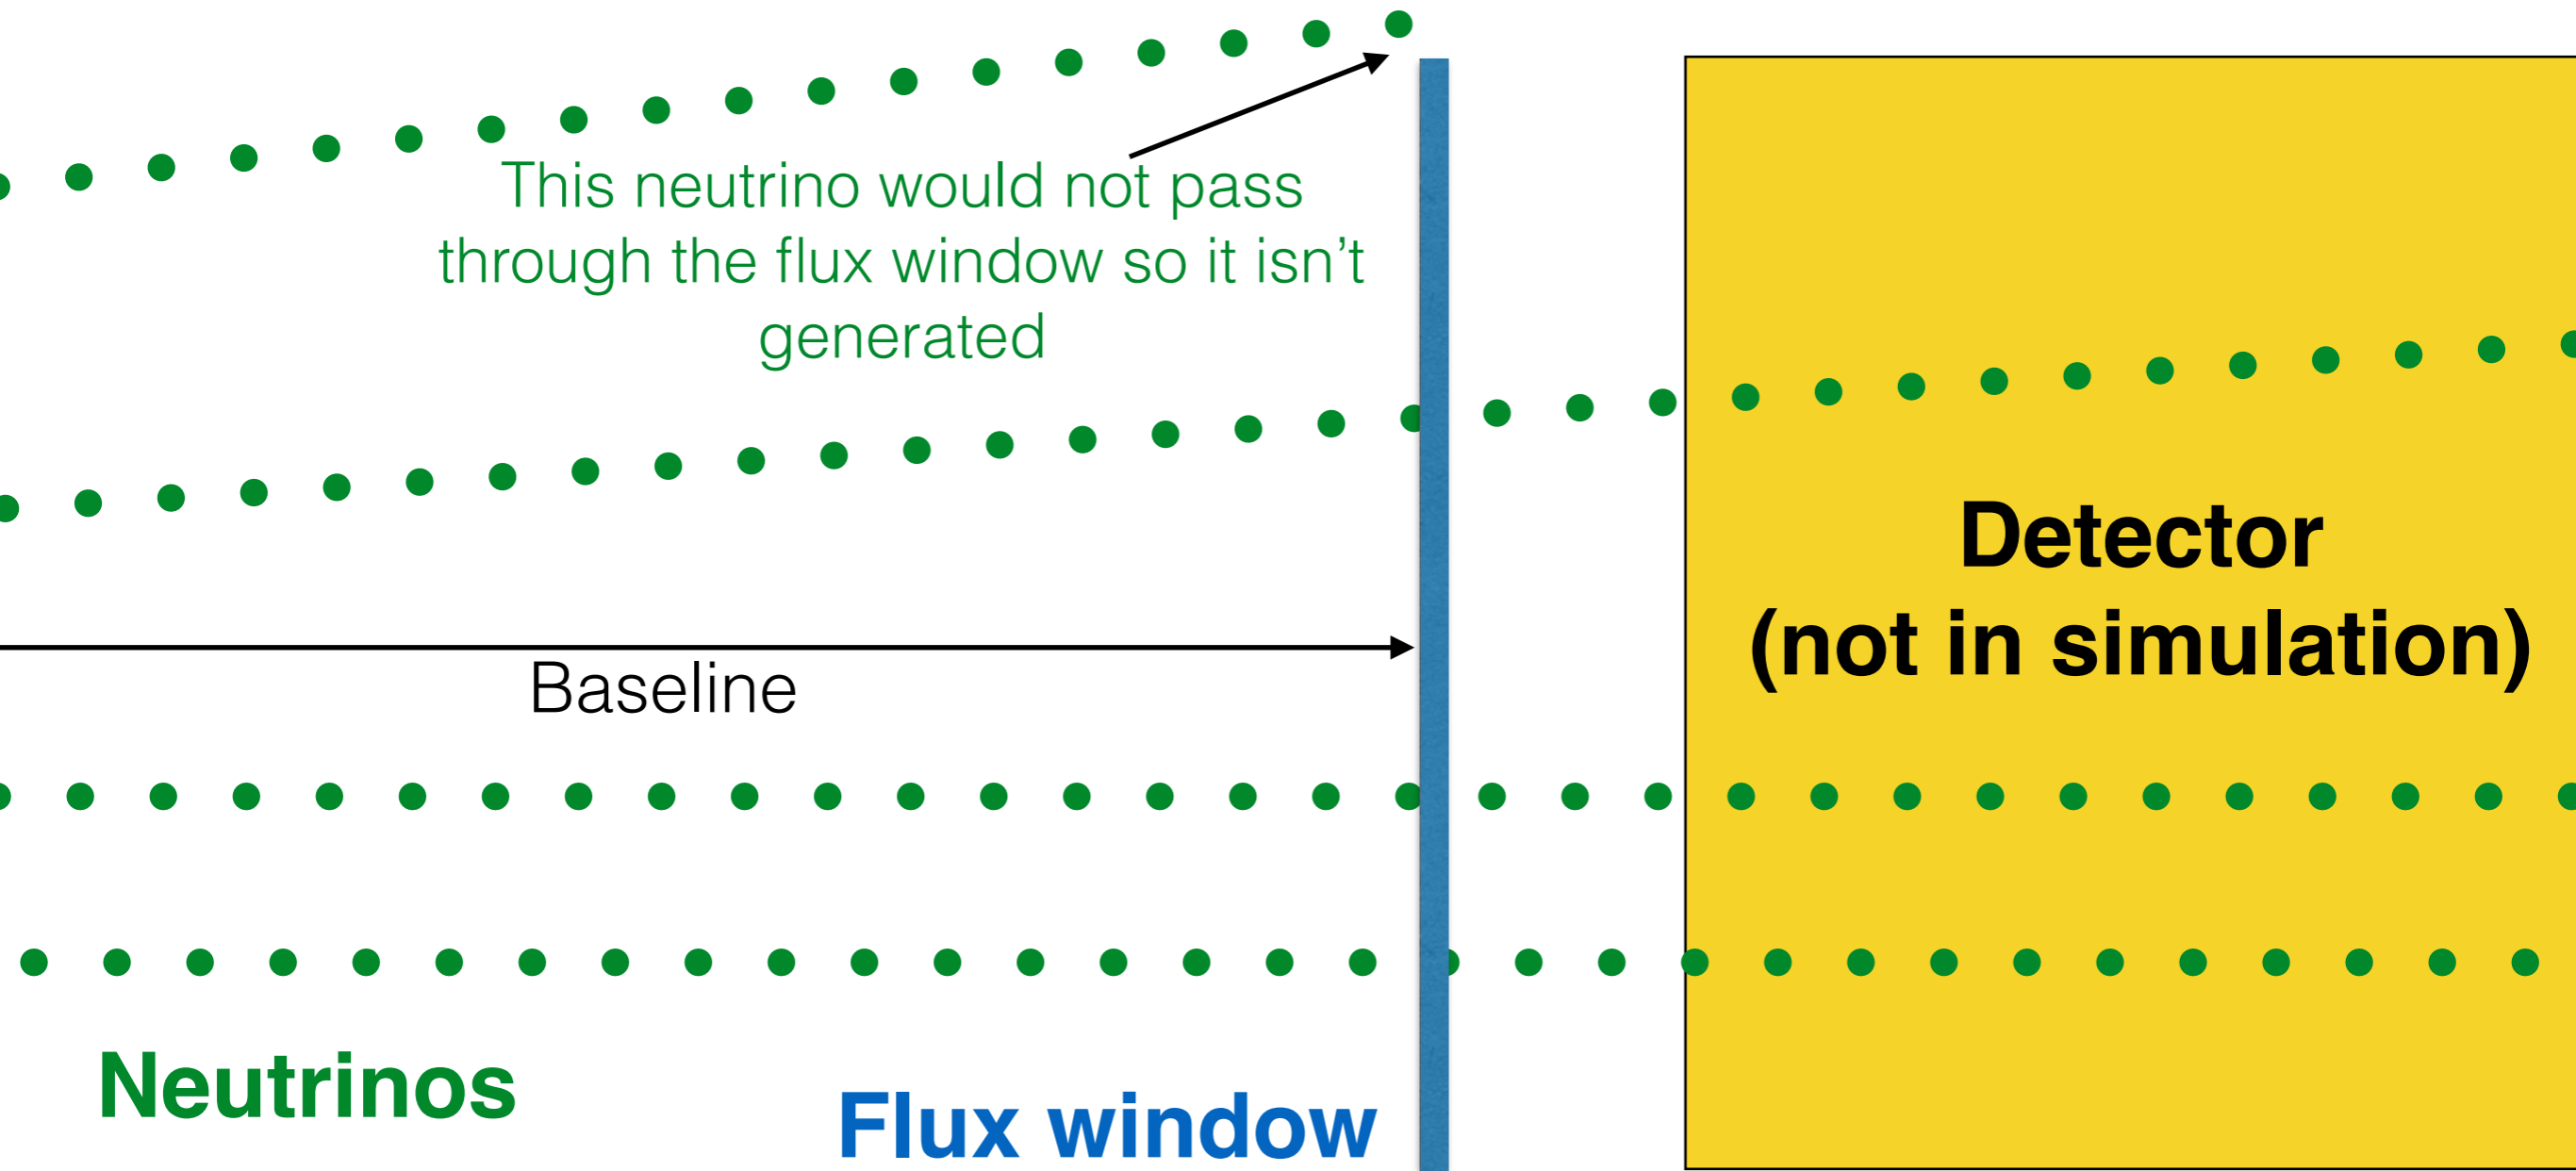 This neutrino would not pass
through the flux window so it isn’t
generated
Detector
(not in simulation)
Baseline
Neutrinos
Flux window